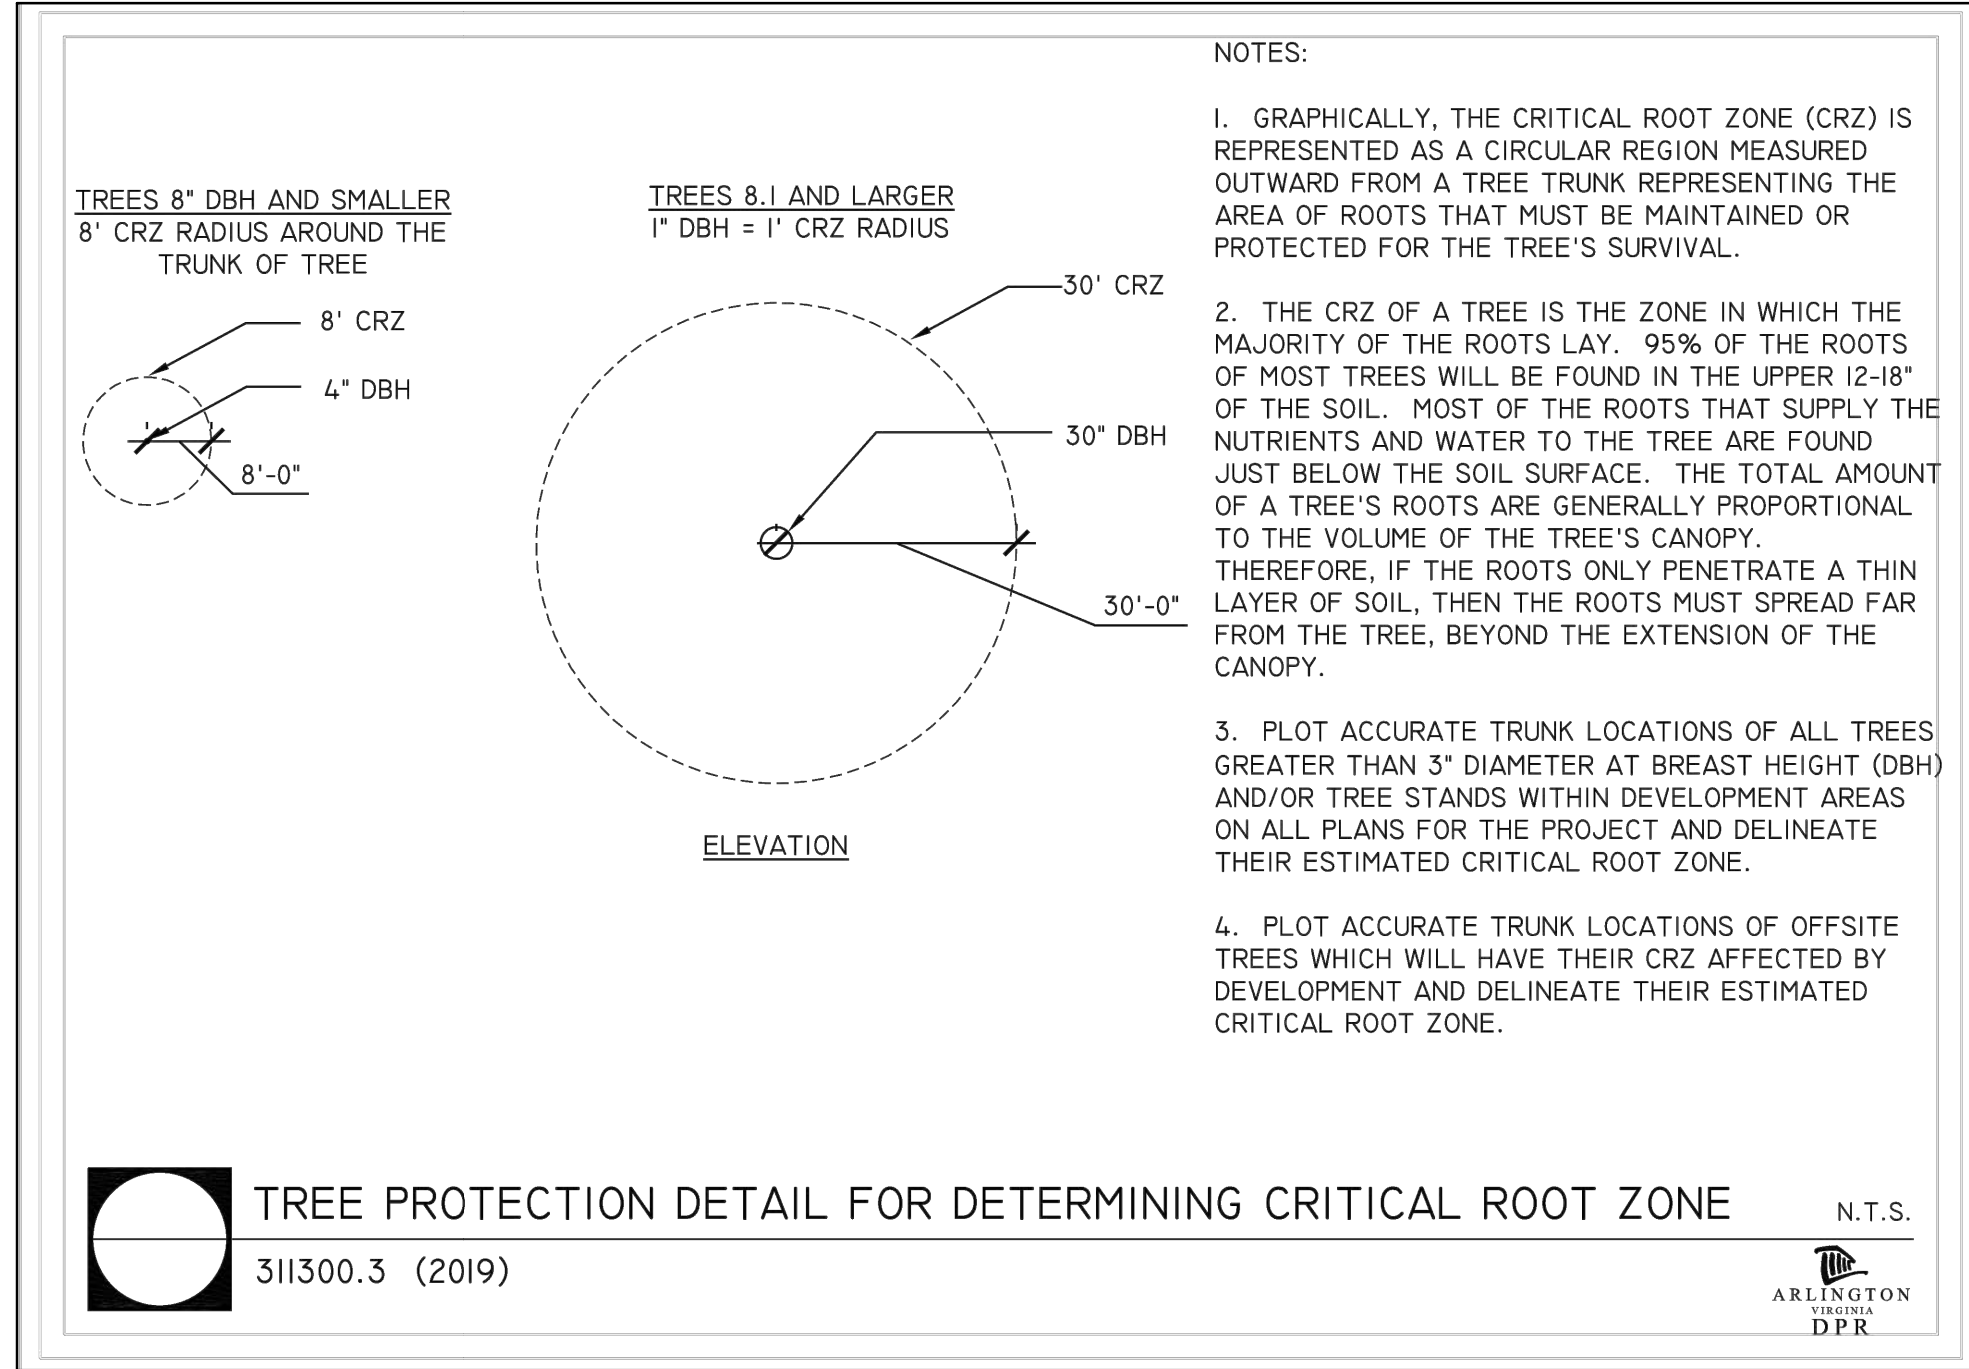 TREES 8" DBH AND SMALLER
8' CRZ RADIUS AROUND THE
TRUNK OF TREE
8' CRZ
4" DBH
8'-0"
TREES 8.1 AND LARGER
1" DBH = 1' CRZ RADIUS
30' CRZ
30" DBH
30'-0"
ELEVATION
NOTES:
1. GRAPHICALLY, THE CRITICAL ROOT ZONE (CRZ) IS
REPRESENTED AS A CIRCULAR REGION MEASURED
OUTWARD FROM A TREE TRUNK REPRESENTING THE
AREA OF ROOTS THAT MUST BE MAINTAINED OR
PROTECTED FOR THE TREE'S SURVIVAL.
2. THE CRZ OF A TREE IS THE ZONE IN WHICH THE
MAJORITY OF THE ROOTS LAY. 95% OF THE ROOTS
OF MOST TREES WILL BE FOUND IN THE UPPER 12-18"
OF THE SOIL. MOST OF THE ROOTS THAT SUPPLY THE
NUTRIENTS AND WATER TO THE TREE ARE FOUND
JUST BELOW THE SOIL SURFACE. THE TOTAL AMOUNT
OF A TREE'S ROOTS ARE GENERALLY PROPORTIONAL
TO THE VOLUME OF THE TREE'S CANOPY.
THEREFORE, IF THE ROOTS ONLY PENETRATE A THIN
LAYER OF SOIL, THEN THE ROOTS MUST SPREAD FAR
FROM THE TREE, BEYOND THE EXTENSION OF THE
CANOPY.
3. PLOT ACCURATE TRUNK LOCATIONS OF ALL TREES
GREATER THAN 3" DIAMETER AT BREAST HEIGHT (DBH)
AND/OR TREE STANDS WITHIN DEVELOPMENT AREAS
ON ALL PLANS FOR THE PROJECT AND DELINEATE
THEIR ESTIMATED CRITICAL ROOT ZONE.
4. PLOT ACCURATE TRUNK LOCATIONS OF OFFSITE
TREES WHICH WILL HAVE THEIR CRZ AFFECTED BY
DEVELOPMENT AND DELINEATE THEIR ESTIMATED
CRITICAL ROOT ZONE.
TREE PROTECTION DETAIL FOR DETERMINING CRITICAL ROOT ZONE
N.T.S.
311300.3 (2019)
ARLINGTON
VIRGINIA
DPR